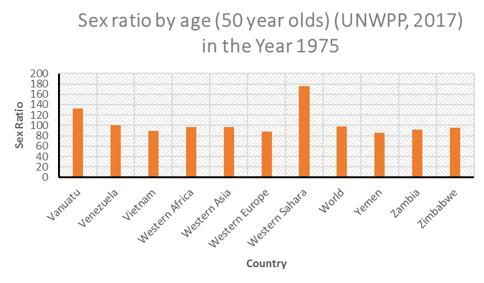 Sex ratio by age (50 year olds) (UNWPP, 2017)
in the Year 1975
Sex Ratio
200
180
160
140
120
100
80
60
40
20
0
Vanuatu
Venezuela
Vietnam
Western Africa
Western Asia
Western Europe
Western Sahara
World
Yemen
Zambia
Zimbabwe
Country